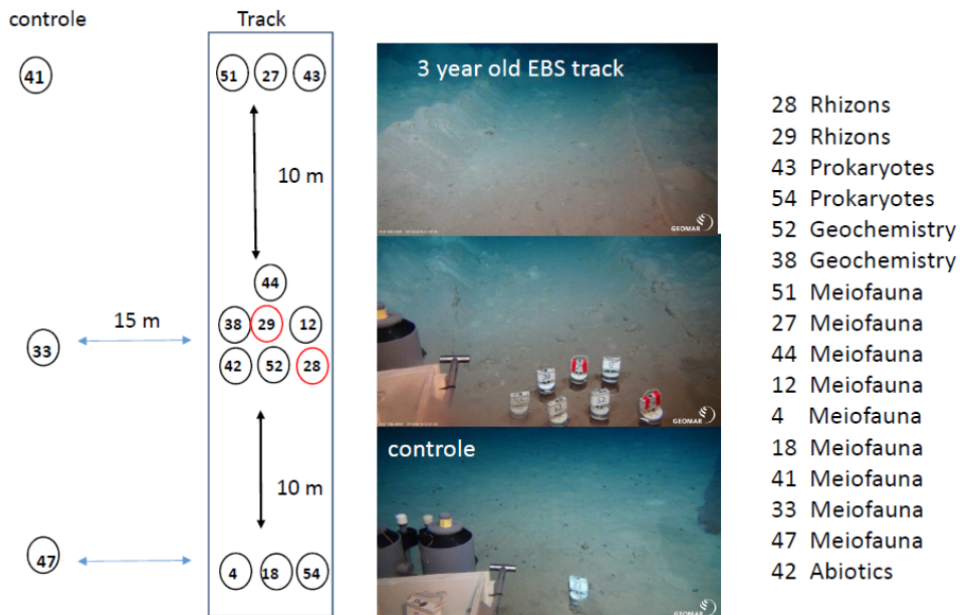 controle
Track
41
51 27 43
10 m
44
38 29 12
15 m
33
42 52 28
10 m
47
4 18 54
3 year old EBS track
GEOMAR
GEOMAR
controle
GEOMAR
28 Rhizons
29 Rhizons
43 Prokaryotes
54 Prokaryotes
52 Geochemistry
38 Geochemistry
51 Meiofauna
27 Meiofauna
44 Meiofauna
12 Meiofauna
4 Meiofauna
18 Meiofauna
41 Meiofauna
33 Meiofauna
47 Meiofauna
42 Abiotics